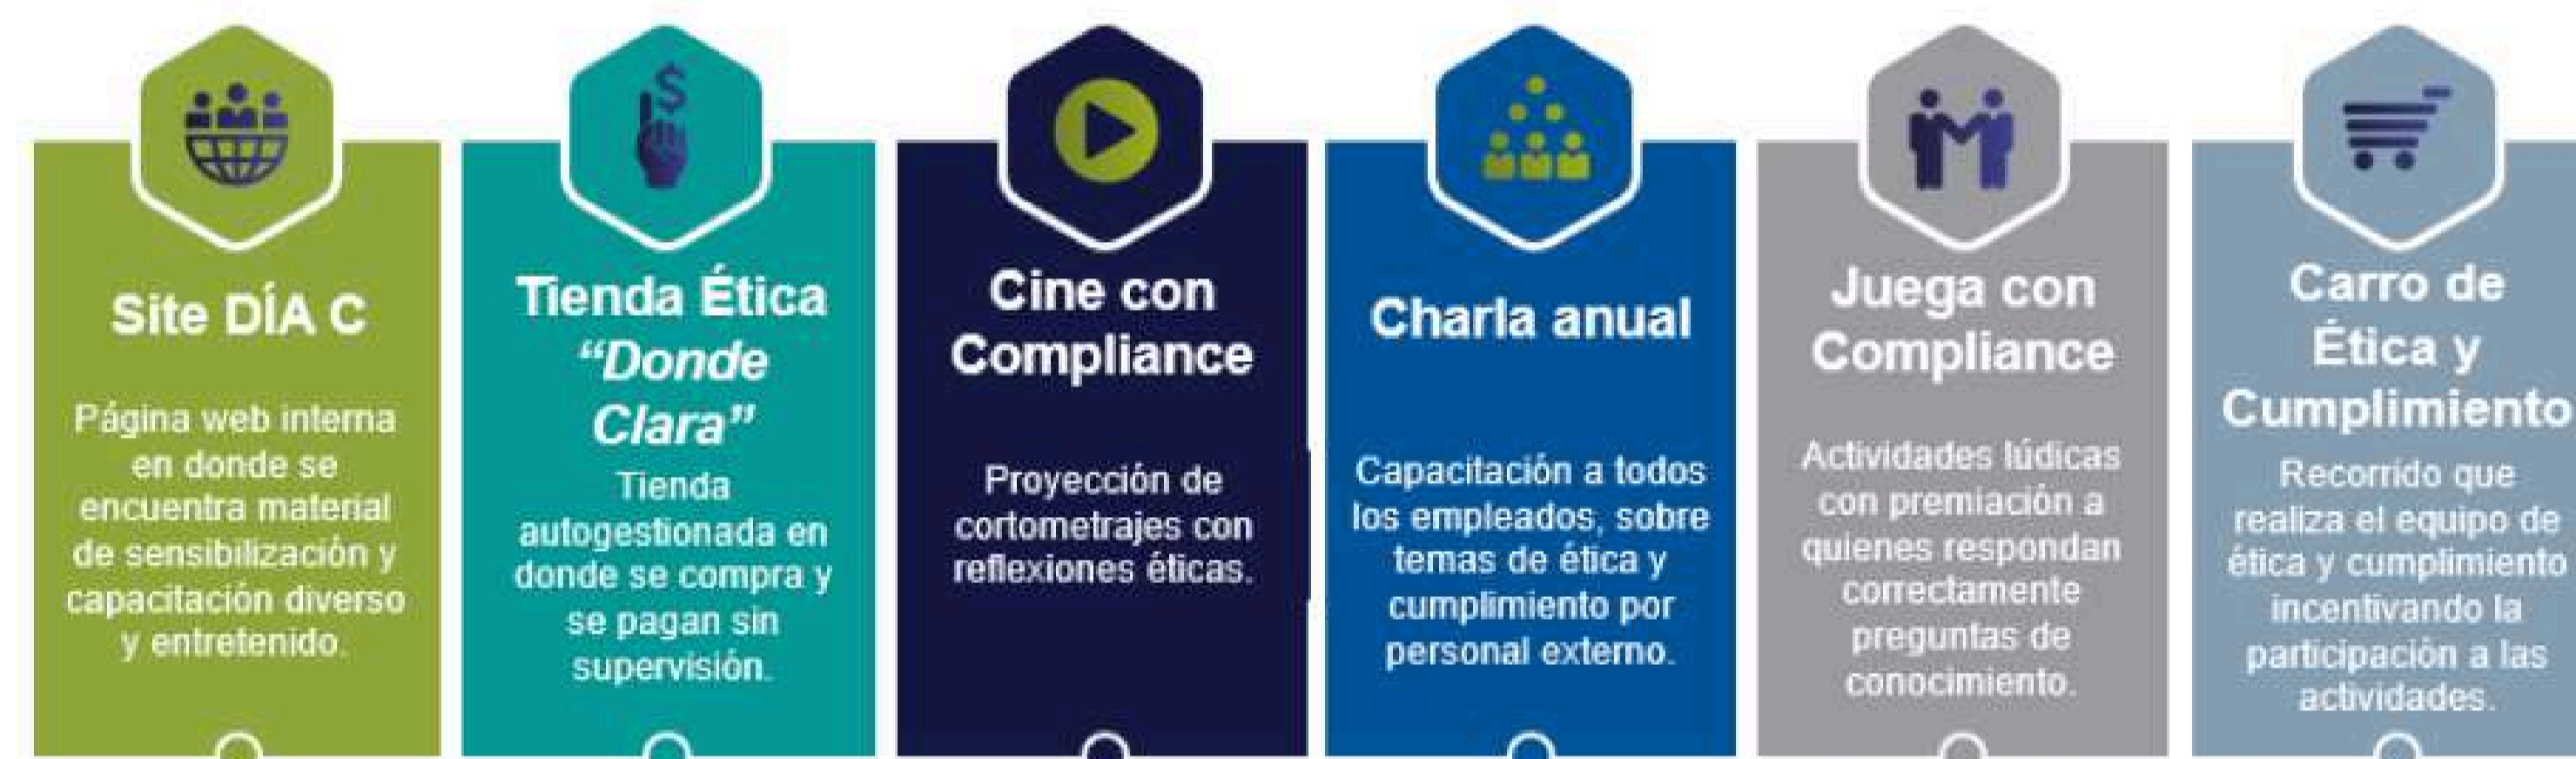 Site DÍA C
Página web interna
en donde se
encuentra material
de sensibilización y
capacitación diverso
y entretenido.
$
Tienda Ética
“Donde
Clara”
Tienda
autogestionada en
donde se compra y
se pagan sin
supervisión.
Cine con
Compliance
Proyección de
cortometrajes con
reflexiones éticas.
Charla anual
Capacitación a todos
los empleados, sobre
temas de ética y
cumplimiento por
personal externo.
Juega con
Compliance
Actividades lúdicas
con premiación a
quienes respondan
correctamente
preguntas de
conocimiento.
Carro de
Ética y
Cumplimiento
Recorrido que
realiza el equipo de
ética y cumplimiento
incentivando la
participación a las
actividades.